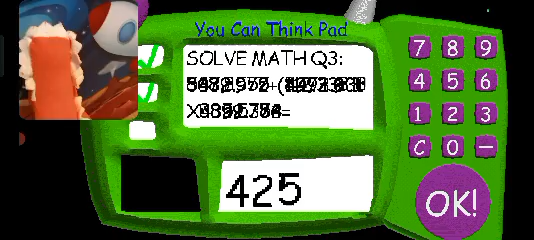 You Can Think Pad
SOLVE MATH Q3:
425
7 8 9
4 5 6
1 2 3
C 0 -
OK!